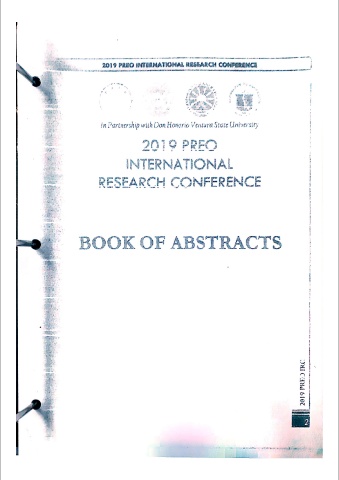 2019 PREO INTERNATIONAL RESEARCH CONFERENCE
In Partnership with Don Honorio Ventura State University
2019 PREO
INTERNATIONAL
RESEARCH CONFERENCE
BOOK OF ABSTRACTS
2019 PREO IRC
2